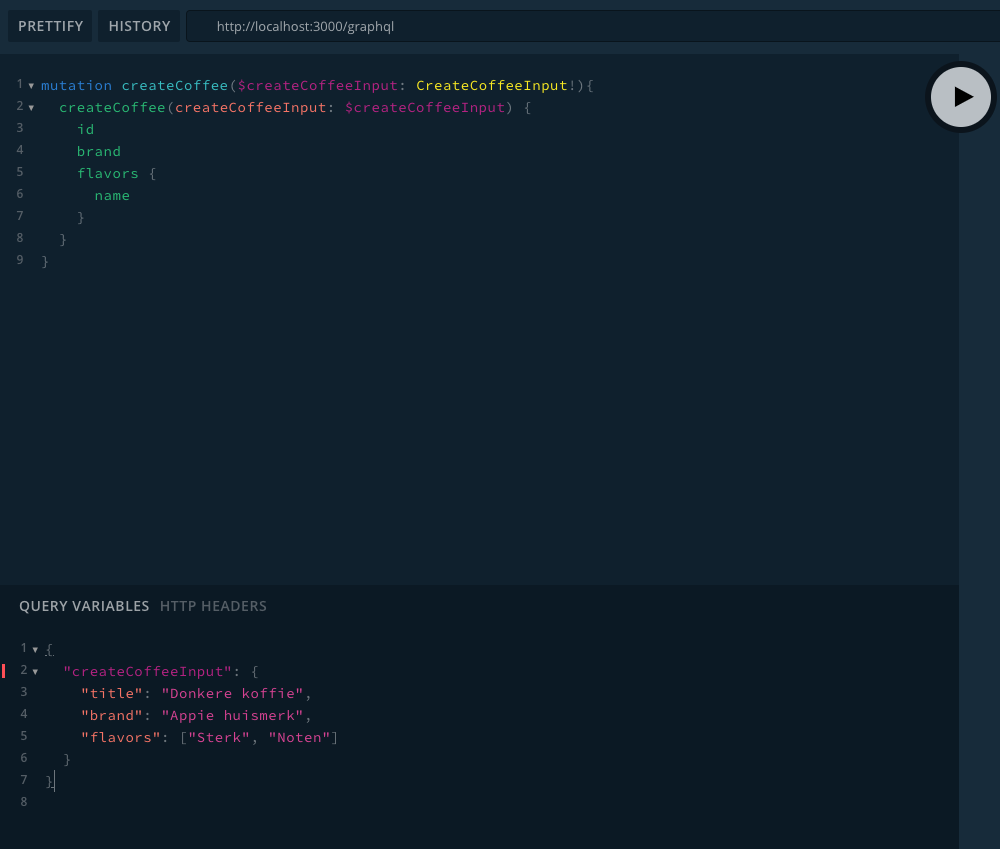 PRETTIFY HISTORY http://localhost:3000/graphql
1 mutation createCoffee($createCoffeeInput: CreateCoffeeInput!){
2 createCoffee(createCoffeeInput: $createCoffeeInput) {
3 id
4 brand
5 flavors {
6 name
7 }
8 }
9 }
QUERY VARIABLES HTTP HEADERS
1 {
2 "createCoffeeInput": {
3 "title": "Donkere koffie",
4 "brand": "Appie huismerk",
5 "flavors": ["Sterk", "Noten"]
6 }
7 }
8